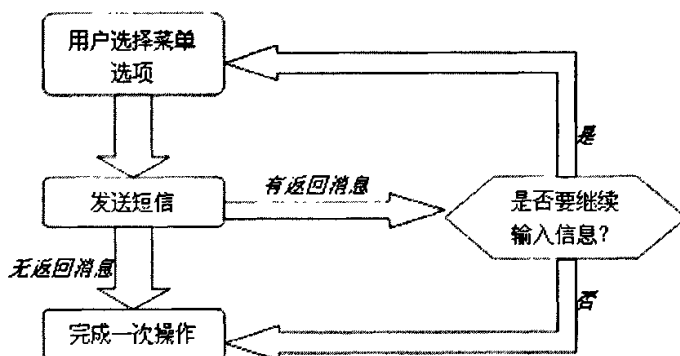 用户选择菜单
选项
是
有返回消息
发送短信
是否要继续
输入信息？
无返回消息
否
完成一次操作